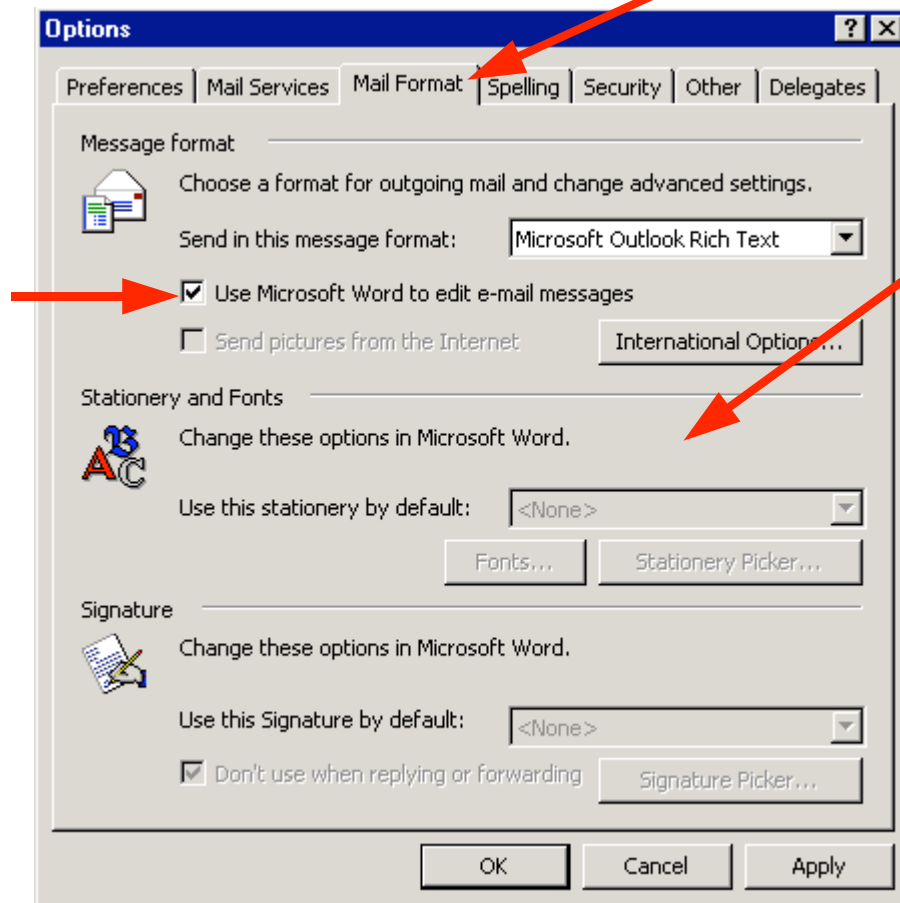 Options
Preferences Mail Services Mail Format Spelling Security Other Delegates
Message format
Choose a format for outgoing mail and change advanced settings.
Send in this message format: Microsoft Outlook Rich Text
Use Microsoft Word to edit e-mail messages
Send pictures from the Internet International Options...
Stationery and Fonts
Change these options in Microsoft Word.
Use this stationery by default: <None>
Fonts... Stationery Picker...
Signature
Change these options in Microsoft Word.
Use this Signature by default: <None>
Don't use when replying or forwarding Signature Picker...
OK Cancel Apply